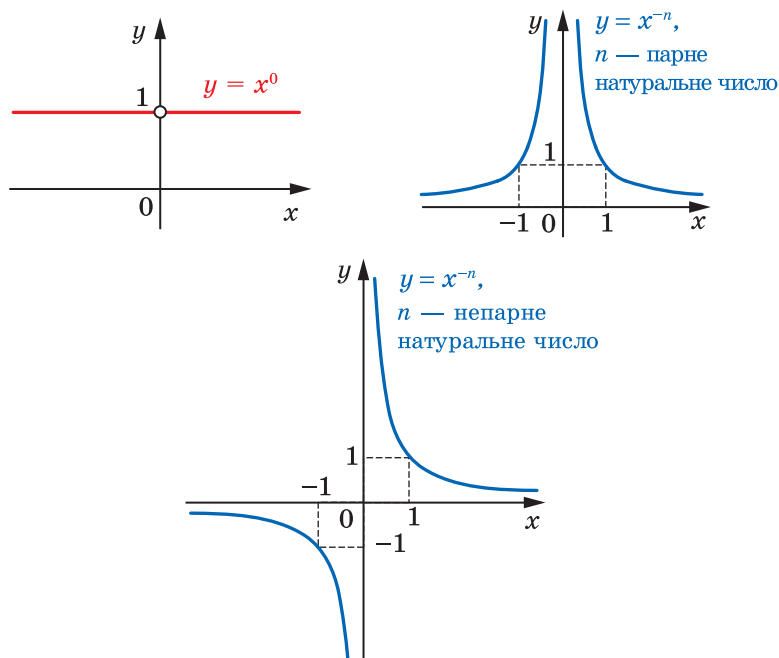 y
1
y = x⁰
0
x
y
y = x⁻ⁿ,
n — парне
натуральне число
1
−1 0 1 x
y
y = x⁻ⁿ,
n — непарне
натуральне число
1
−1
0 1 x
−1